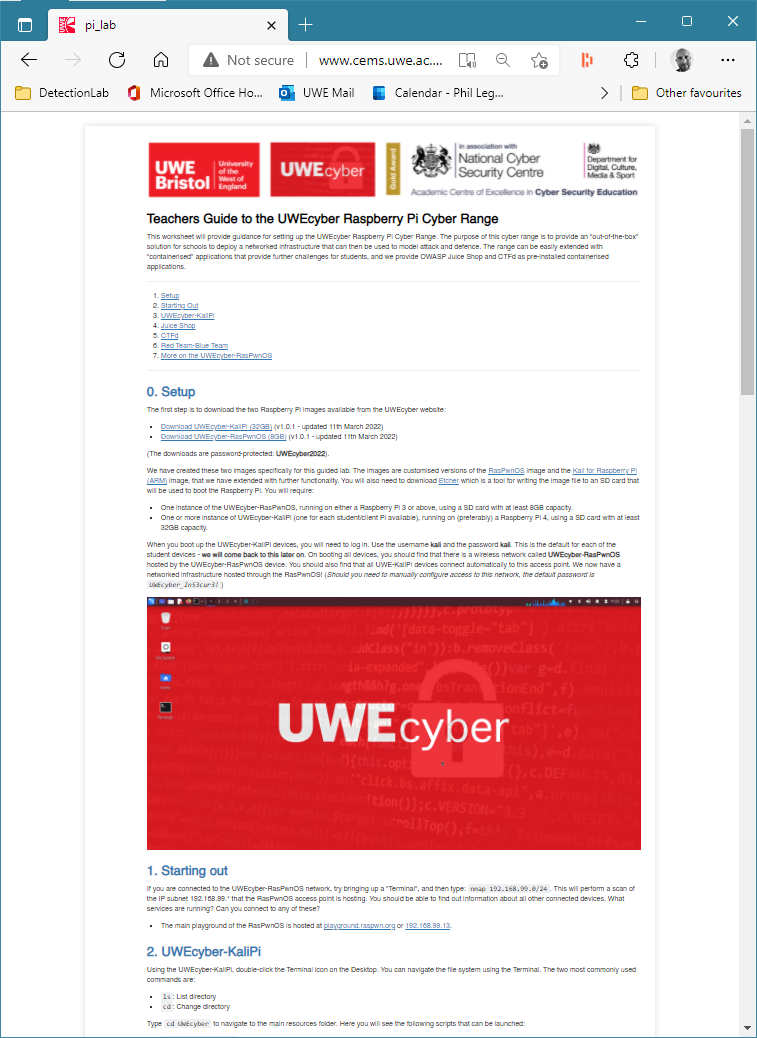 pi_lab
Not secure
www.cems.uwe.ac....
DetectionLab
Microsoft Office Ho...
UWE Mail
Calendar - Phil Leg...
Other favourites
UWE Bristol
University of the West of England
UWEcyber
Gold Award
in association with
National Cyber Security Centre
Department for Digital, Culture, Media & Sport
Academic Centre of Excellence in Cyber Security Education
Teachers Guide to the UWEcyber Raspberry Pi Cyber Range
This worksheet will provide guidance for setting up the UWEcyber Raspberry Pi Cyber Range. The purpose of this cyber range is to provide an "out-of-the-box"
solution for schools to deploy a networked infrastructure that can then be used to model attack and defence. The range can be easily extended with
"containerised" applications that provide further challenges for students, and we provide OWASP Juice Shop and CTFd as pre-installed containerised
applications.
1. Setup
2. Starting Out
3. UWEcyber-KaliPi
4. Juice Shop
5. CTFd
6. Red Team-Blue Team
7. More on the UWEcyber-RasPwnOS
0. Setup
The first step is to download the two Raspberry Pi images available from the UWEcyber website:
• Download UWEcyber-KaliPi (32GB) (v1.0.1 - updated 11th March 2022)
• Download UWEcyber-RasPwnOS (8GB) (v1.0.1 - updated 11th March 2022)
(The downloads are password-protected: UWEcyber2022).
We have created these two images specifically for this guided lab. The images are customised versions of the RasPwnOS image and the Kali for Raspberry Pi
(ARM) image, that we have extended with further functionality. You will also need to download Etcher which is a tool for writing the image file to an SD card that
will be used to boot the Raspberry Pi. You will require:
• One instance of the UWEcyber-RasPwnOS, running on either a Raspberry Pi 3 or above, using a SD card with at least 8GB capacity.
• One or more instance of UWEcyber-KaliPi (one for each student/client Pi available), running on (preferably) a Raspberry Pi 4, using a SD card with at least
32GB capacity.
When you boot up the UWEcyber-KaliPi devices, you will need to log in. Use the username kali and the password kali. This is the default for each of the
student devices - we will come back to this later on. On booting all devices, you should find that there is a wireless network called UWEcyber-RasPwnOS
hosted by the UWEcyber-RasPwnOS device. You should also find that all UWE-KaliPi devices connect automatically to this access point. We now have a
networked infrastructure hosted through the RasPwnOS! (Should you need to manually configure access to this network, the default password is
UWEcyber_In53cur3! )
UWEcyber
1. Starting out
If you are connected to the UWEcyber-RasPwnOS network, try bringing up a "Terminal", and then type: nmap 192.168.99.0/24 . This will perform a scan of
the IP subnet 192.168.99.* that the RasPwnOS access point is hosting. You should be able to find out information about all other connected devices. What
services are running? Can you connect to any of these?
• The main playground of the RasPwnOS is hosted at playground.raspwn.org or 192.168.99.13.
2. UWEcyber-KaliPi
Using the UWEcyber-KaliPi, double-click the Terminal icon on the Desktop. You can navigate the file system using the Terminal. The two most commonly used
commands are:
• ls : List directory
• cd : Change directory
Type cd UWEcyber to navigate to the main resources folder. Here you will see the following scripts that can be launched: